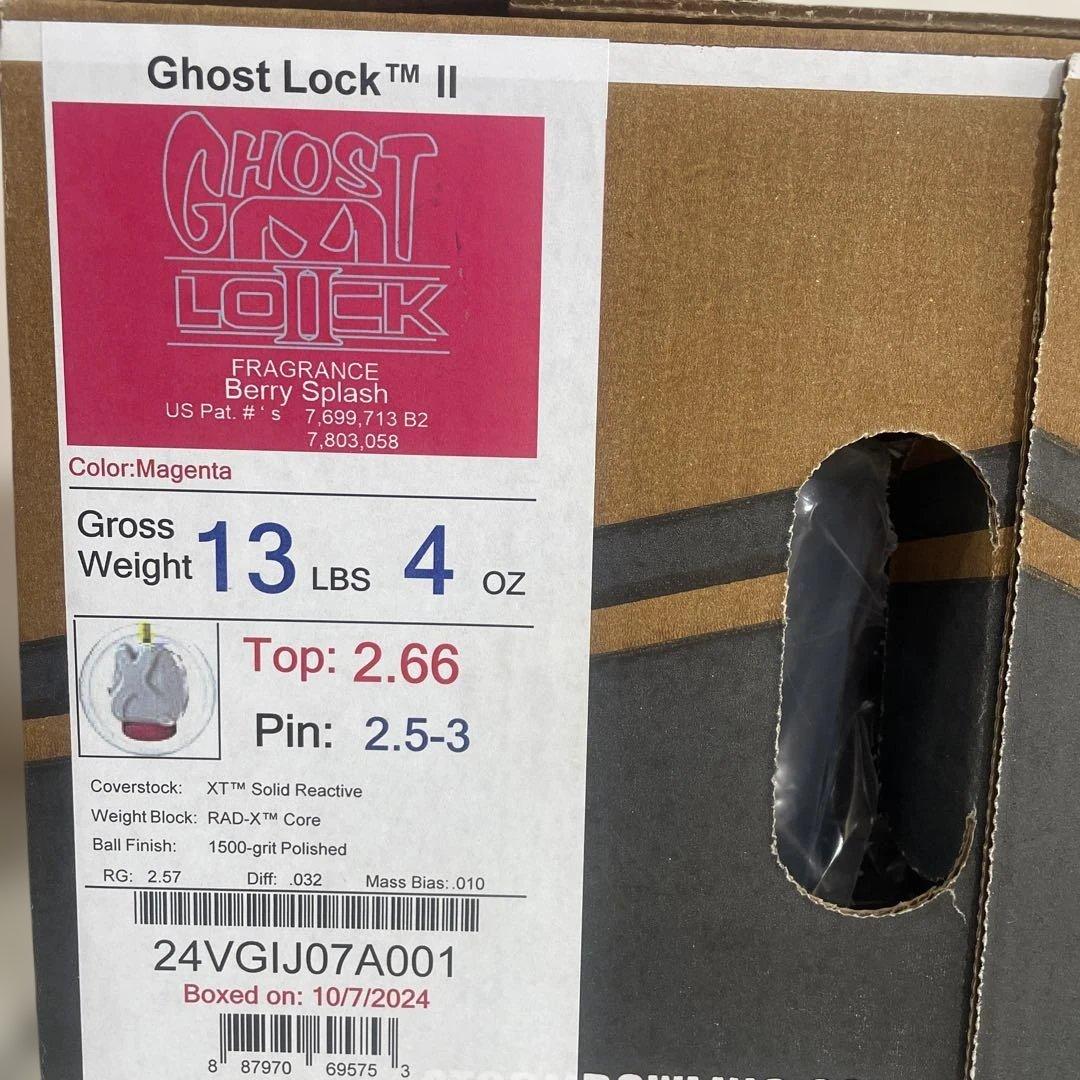 Ghost Lock™ II
GHOST
LOIICK
FRAGRANCE
Berry Splash
US Pat. # ' s 7,699,713 B2
7,803,058
Color:Magenta
Gross Weight 13 LBS 4 OZ
Top: 2.66
Pin: 2.5-3
Coverstock: XT™ Solid Reactive
Weight Block: RAD-X™ Core
Ball Finish: 1500-grit Polished
RG: 2.57 Diff: .032 Mass Bias: .010
24VGIJ07A001
Boxed on: 10/7/2024
8 87970 69575 3